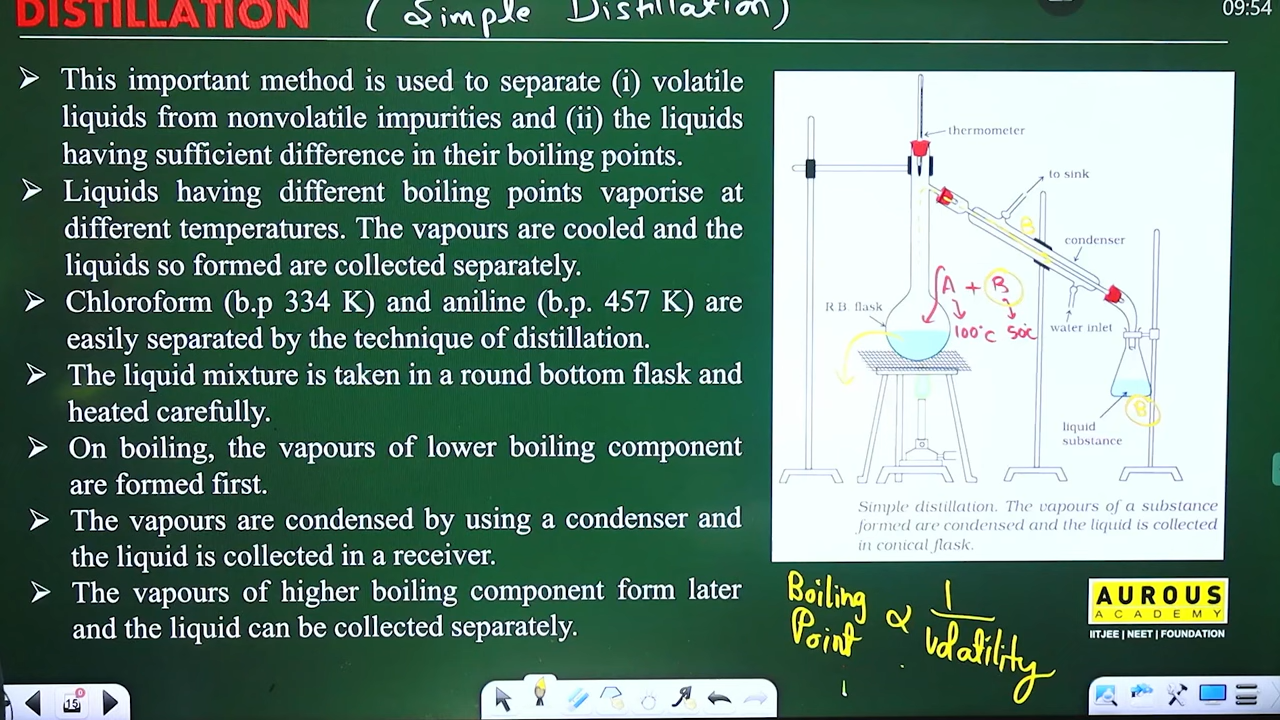 DISTILLATION (Simple Distillation)
09:54
➤ This important method is used to separate (i) volatile
liquids from nonvolatile impurities and (ii) the liquids
having sufficient difference in their boiling points.
➤ Liquids having different boiling points vaporise at
different temperatures. The vapours are cooled and the
liquids so formed are collected separately.
➤ Chloroform (b.p 334 K) and aniline (b.p. 457 K) are
easily separated by the technique of distillation.
➤ The liquid mixture is taken in a round bottom flask and
heated carefully.
➤ On boiling, the vapours of lower boiling component
are formed first.
➤ The vapours are condensed by using a condenser and
the liquid is collected in a receiver.
➤ The vapours of higher boiling component form later
and the liquid can be collected separately.
thermometer
to sink
B
condenser
A + B
R.B. flask
100°C 50°C
water inlet
B
liquid
substance
Simple distillation. The vapours of a substance
formed are condensed and the liquid is collected
in conical flask.
Boiling
Point ∝ 1/volatility
AUROUS
ACADEMY
IITJEE | NEET | FOUNDATION
15
0